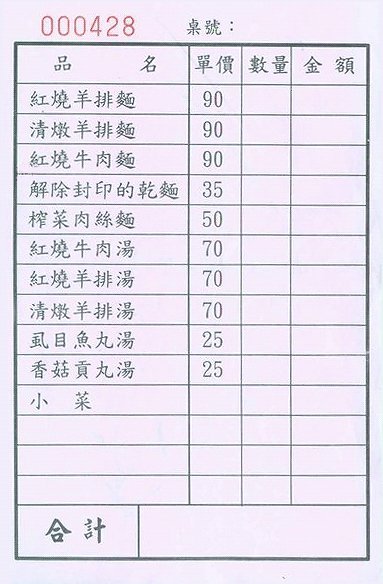 000428 桌號：
品 名 單價 數量 金額
紅燒羊排麵 90
清燉羊排麵 90
紅燒牛肉麵 90
解除封印的乾麵 35
榨菜肉絲麵 50
紅燒牛肉湯 70
紅燒羊排湯 70
清燉羊排湯 70
虱目魚丸湯 25
香菇貢丸湯 25
小 菜
合計